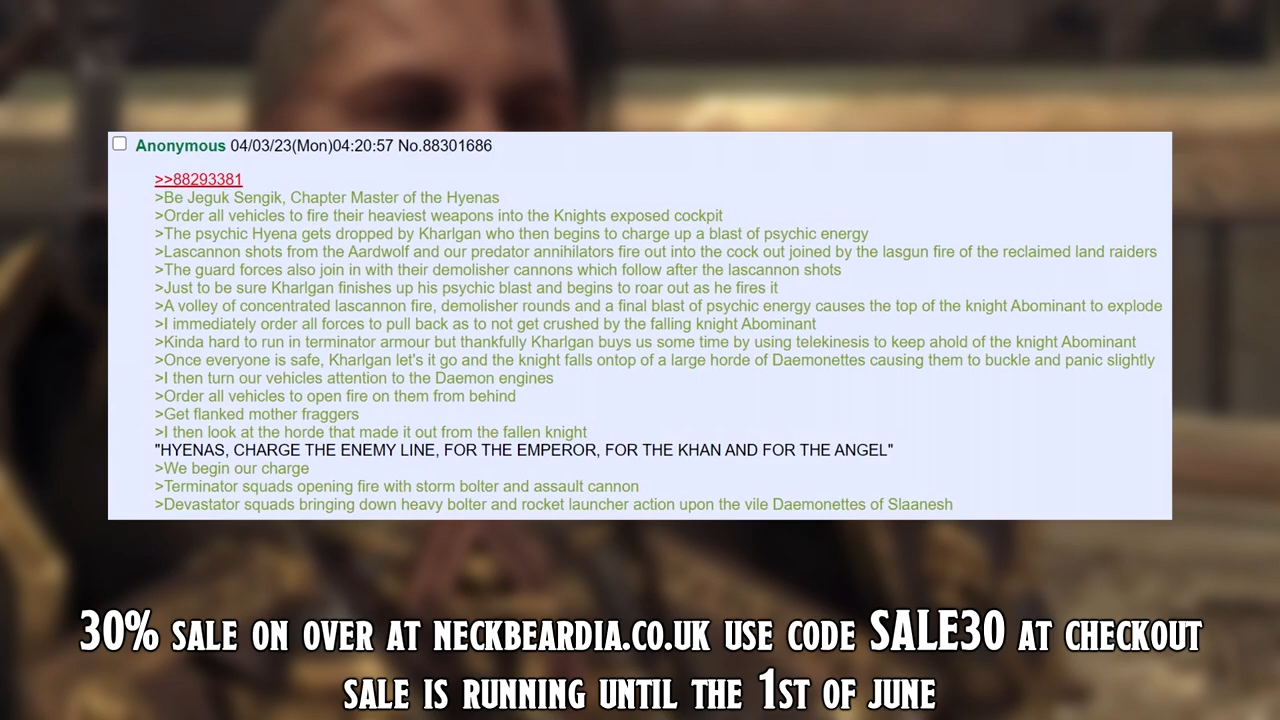 Anonymous 04/03/23(Mon)04:20:57 No.88301686
>>88293381
>Be Jeguk Sengik, Chapter Master of the Hyenas
>Order all vehicles to fire their heaviest weapons into the Knights exposed cockpit
>The psychic Hyena gets dropped by Kharlgan who then begins to charge up a blast of psychic energy
>Lascannon shots from the Aardwolf and our predator annihilators fire out into the cock out joined by the lasgun fire of the reclaimed land raiders
>The guard forces also join in with their demolisher cannons which follow after the lascannon shots
>Just to be sure Kharlgan finishes up his psychic blast and begins to roar out as he fires it
>A volley of concentrated lascannon fire, demolisher rounds and a final blast of psychic energy causes the top of the knight Abominant to explode
>I immediately order all forces to pull back as to not get crushed by the falling knight Abominant
>Kinda hard to run in terminator armour but thankfully Kharlgan buys us some time by using telekinesis to keep ahold of the knight Abominant
>Once everyone is safe, Kharlgan let's it go and the knight falls ontop of a large horde of Daemonettes causing them to buckle and panic slightly
>I then turn our vehicles attention to the Daemon engines
>Order all vehicles to open fire on them from behind
>Get flanked mother fraggers
>I then look at the horde that made it out from the fallen knight
"HYENAS, CHARGE THE ENEMY LINE, FOR THE EMPEROR, FOR THE KHAN AND FOR THE ANGEL"
>We begin our charge
>Terminator squads opening fire with storm bolter and assault cannon
>Devastator squads bringing down heavy bolter and rocket launcher action upon the vile Daemonettes of Slaanesh
30% SALE ON OVER AT NECKBEARDIA.CO.UK USE CODE SALE30 AT CHECKOUT
SALE IS RUNNING UNTIL THE 1ST OF JUNE